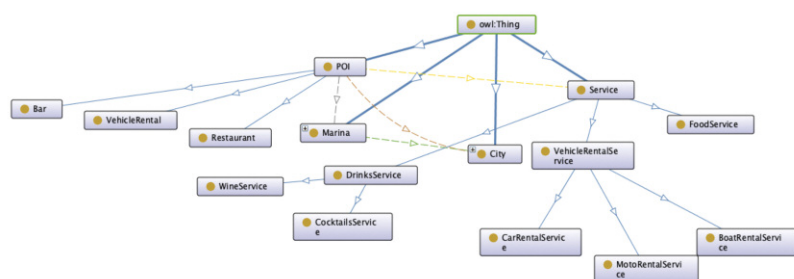 owl:Thing
POI
Service
Bar
VehicleRental
Restaurant
Marina
City
FoodService
VehicleRentalSer
vice
DrinksService
WineService
CocktailsServic
e
CarRentalServic
e
MotoRentalServi
ce
BoatRentalServi
ce